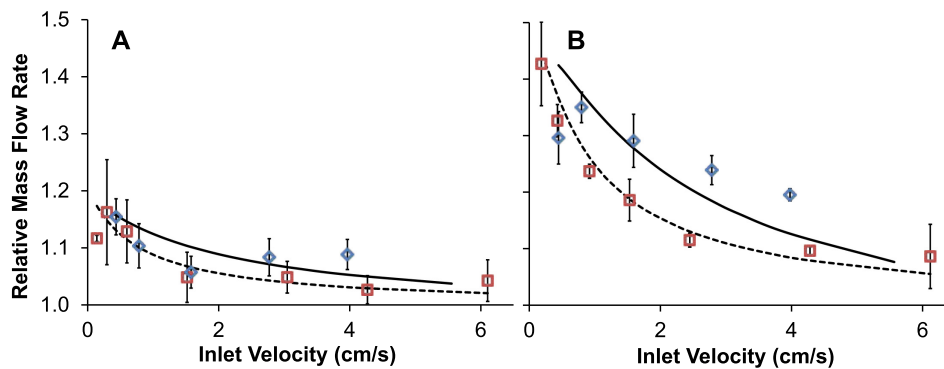 A
B
Relative Mass Flow Rate
1.5
1.4
1.3
1.2
1.1
1.0
0 2 4 6
0 2 4 6
Inlet Velocity (cm/s)
Inlet Velocity (cm/s)